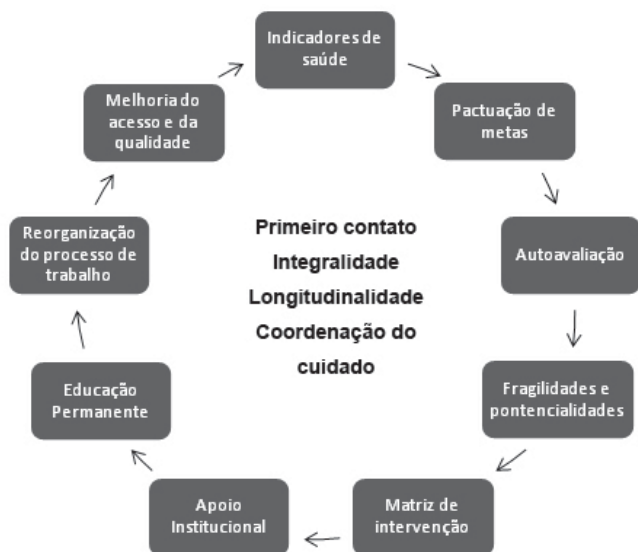 Indicadores de
saúde
Pactuação de
metas
Autoavaliação
Fragilidades e
pontencialidades
Matriz de
intervenção
Apoio
Institucional
Educação
Permanente
Reorganização
do processo de
trabalho
Melhoria do
acesso e da
qualidade
Primeiro contato
Integralidade
Longitudinalidade
Coordenação do
cuidado